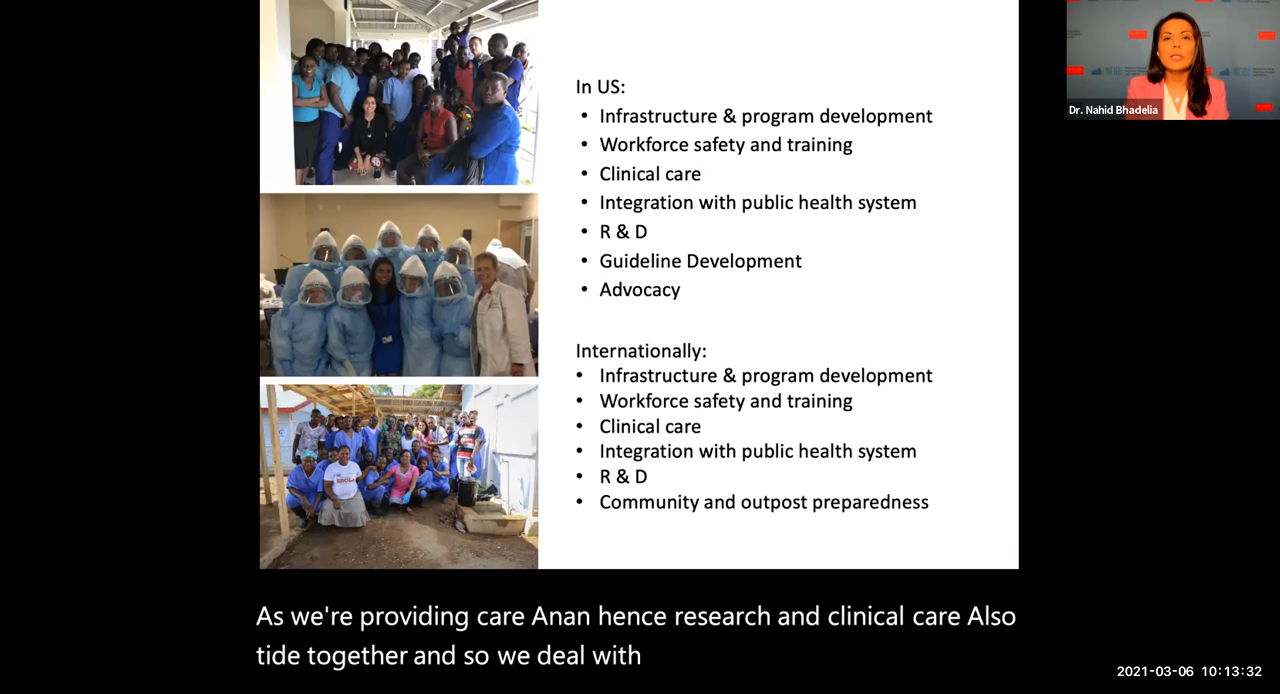 In US:
• Infrastructure & program development
• Workforce safety and training
• Clinical care
• Integration with public health system
• R & D
• Guideline Development
• Advocacy
Internationally:
• Infrastructure & program development
• Workforce safety and training
• Clinical care
• Integration with public health system
• R & D
• Community and outpost preparedness
Dr. Nahid Bhadelia
As we're providing care Anan hence research and clinical care Also
tide together and so we deal with
2021-03-06 10:13:32